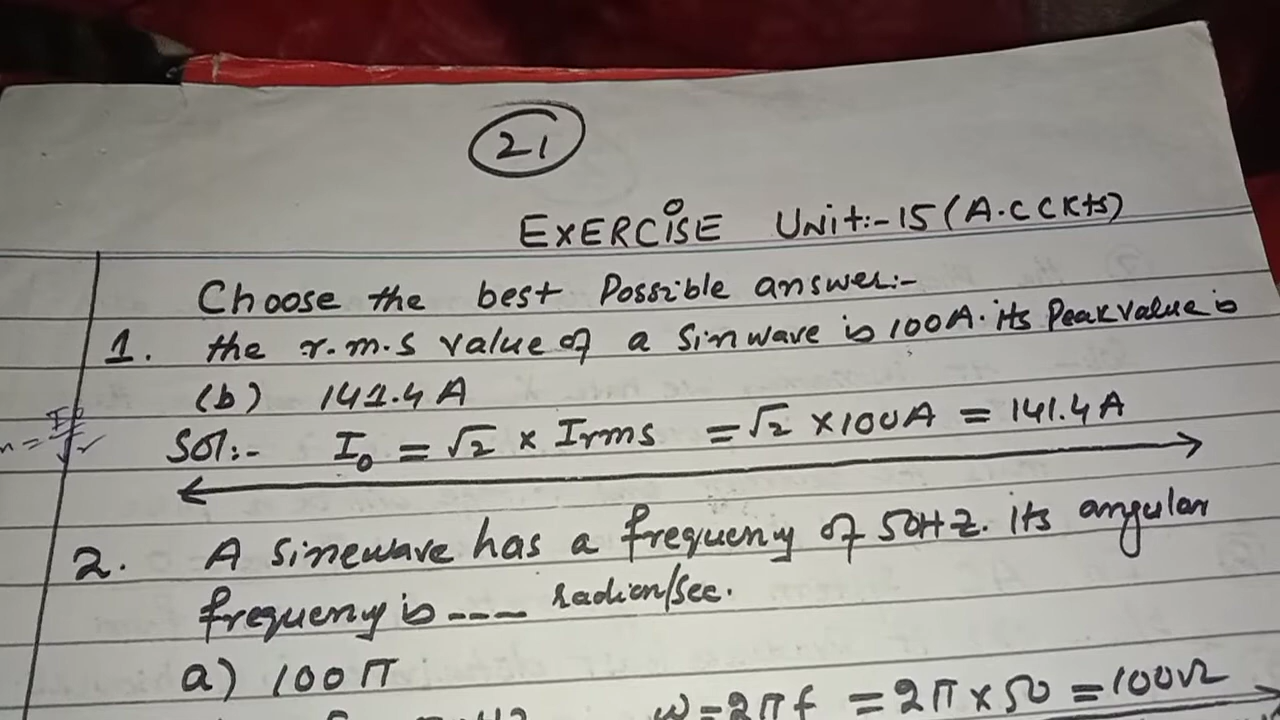 21
EXERCISE Unit:-15 (A.C CKts)
Choose the best Possible answer:-
1. the r.m.s value of a Sinwave is 100A. its Peak value is
(b) 141.4 A
Sol:- I₀ = √2 × Irms = √2 × 100A = 141.4 A
2. A sinewave has a frequency of 50HZ. its angular
frequency is ---- radian/sec.
a) 100π
ω = 2πf = 2π × 50 = 100π